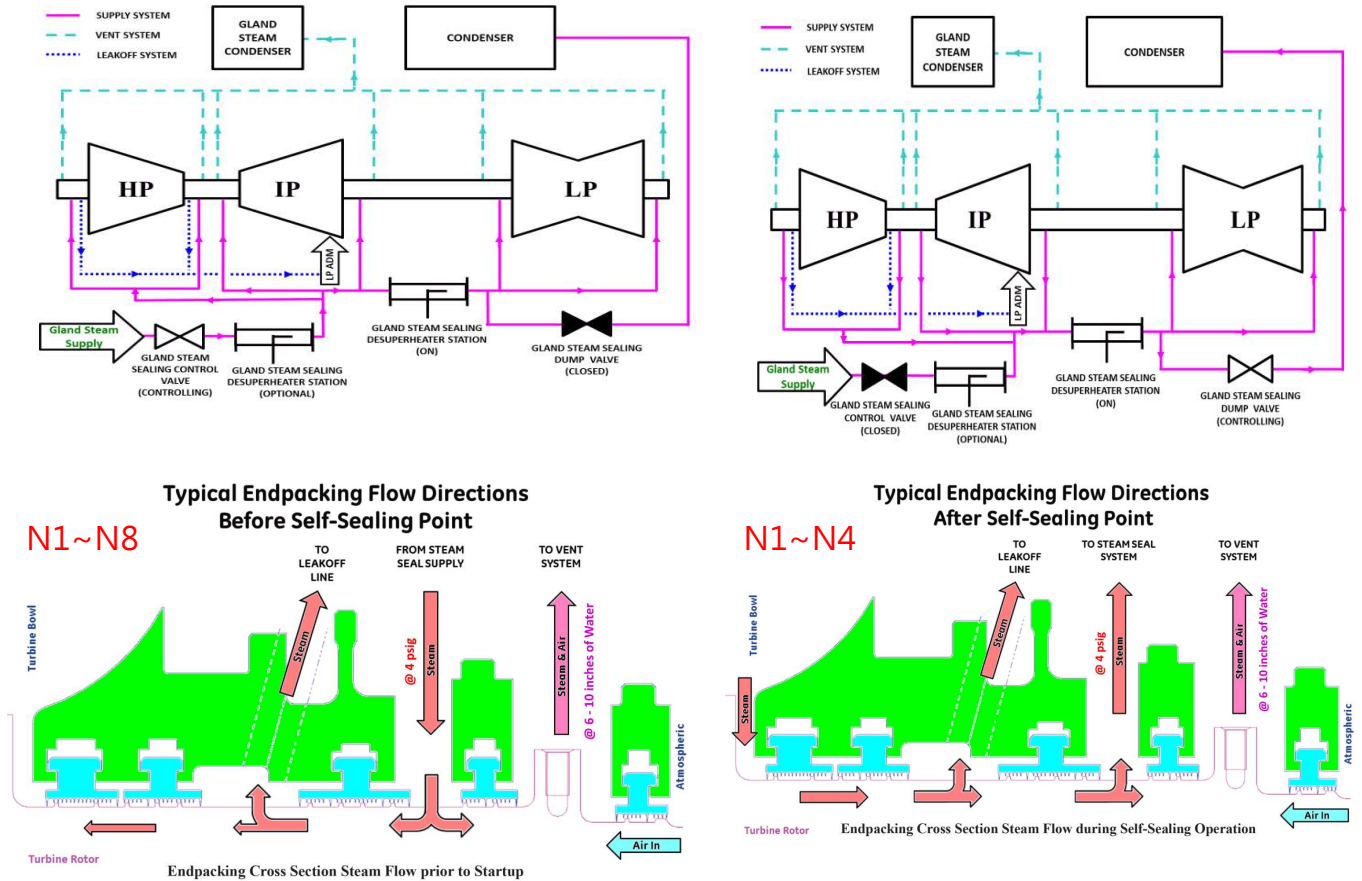 SUPPLY SYSTEM
VENT SYSTEM
LEAKOFF SYSTEM
GLAND
STEAM
CONDENSER
CONDENSER
HP
IP
LP
LP ADM
Gland Steam
Supply
GLAND STEAM
SEALING CONTROL
VALVE
(CONTROLLING)
GLAND STEAM SEALING
DESUPERHEATER STATION
(OPTIONAL)
GLAND STEAM SEALING
DESUPERHEATER STATION
(ON)
GLAND STEAM SEALING
DUMP VALVE
(CLOSED)
SUPPLY SYSTEM
VENT SYSTEM
LEAKOFF SYSTEM
GLAND
STEAM
CONDENSER
CONDENSER
HP
IP
LP
LP ADM
Gland Steam
Supply
GLAND STEAM SEALING
CONTROL VALVE
(CLOSED)
GLAND STEAM SEALING
DESUPERHEATER STATION
(OPTIONAL)
GLAND STEAM SEALING
DESUPERHEATER STATION
(ON)
GLAND STEAM SEALING
DUMP VALVE
(CONTROLLING)
Typical Endpacking Flow Directions
Before Self-Sealing Point
N1~N8
TO
LEAKOFF
LINE
FROM STEAM
SEAL SUPPLY
TO VENT
SYSTEM
Turbine Bowl
Steam
@ 4 psig
Steam
Steam & Air
@ 6 - 10 inches of Water
Atmospheric
Air In
Turbine Rotor
Endpacking Cross Section Steam Flow prior to Startup
Typical Endpacking Flow Directions
After Self-Sealing Point
N1~N4
TO
LEAKOFF
LINE
TO STEAM SEAL
SYSTEM
TO VENT
SYSTEM
Turbine Bowl
Steam
Steam
@ 4 psig
Steam
Steam & Air
@ 6 - 10 inches of Water
Atmospheric
Air In
Turbine Rotor
Endpacking Cross Section Steam Flow during Self-Sealing Operation